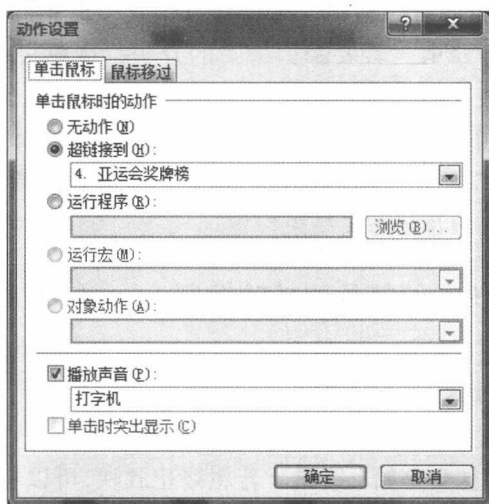 动作设置
单击鼠标 鼠标移过
单击鼠标时的动作
无动作(N)
超链接到(H):
4. 亚运会奖牌榜
运行程序(R):
浏览(B)...
运行宏(M):
对象动作(A):
播放声音(P):
打字机
单击时突出显示(C)
确定 取消